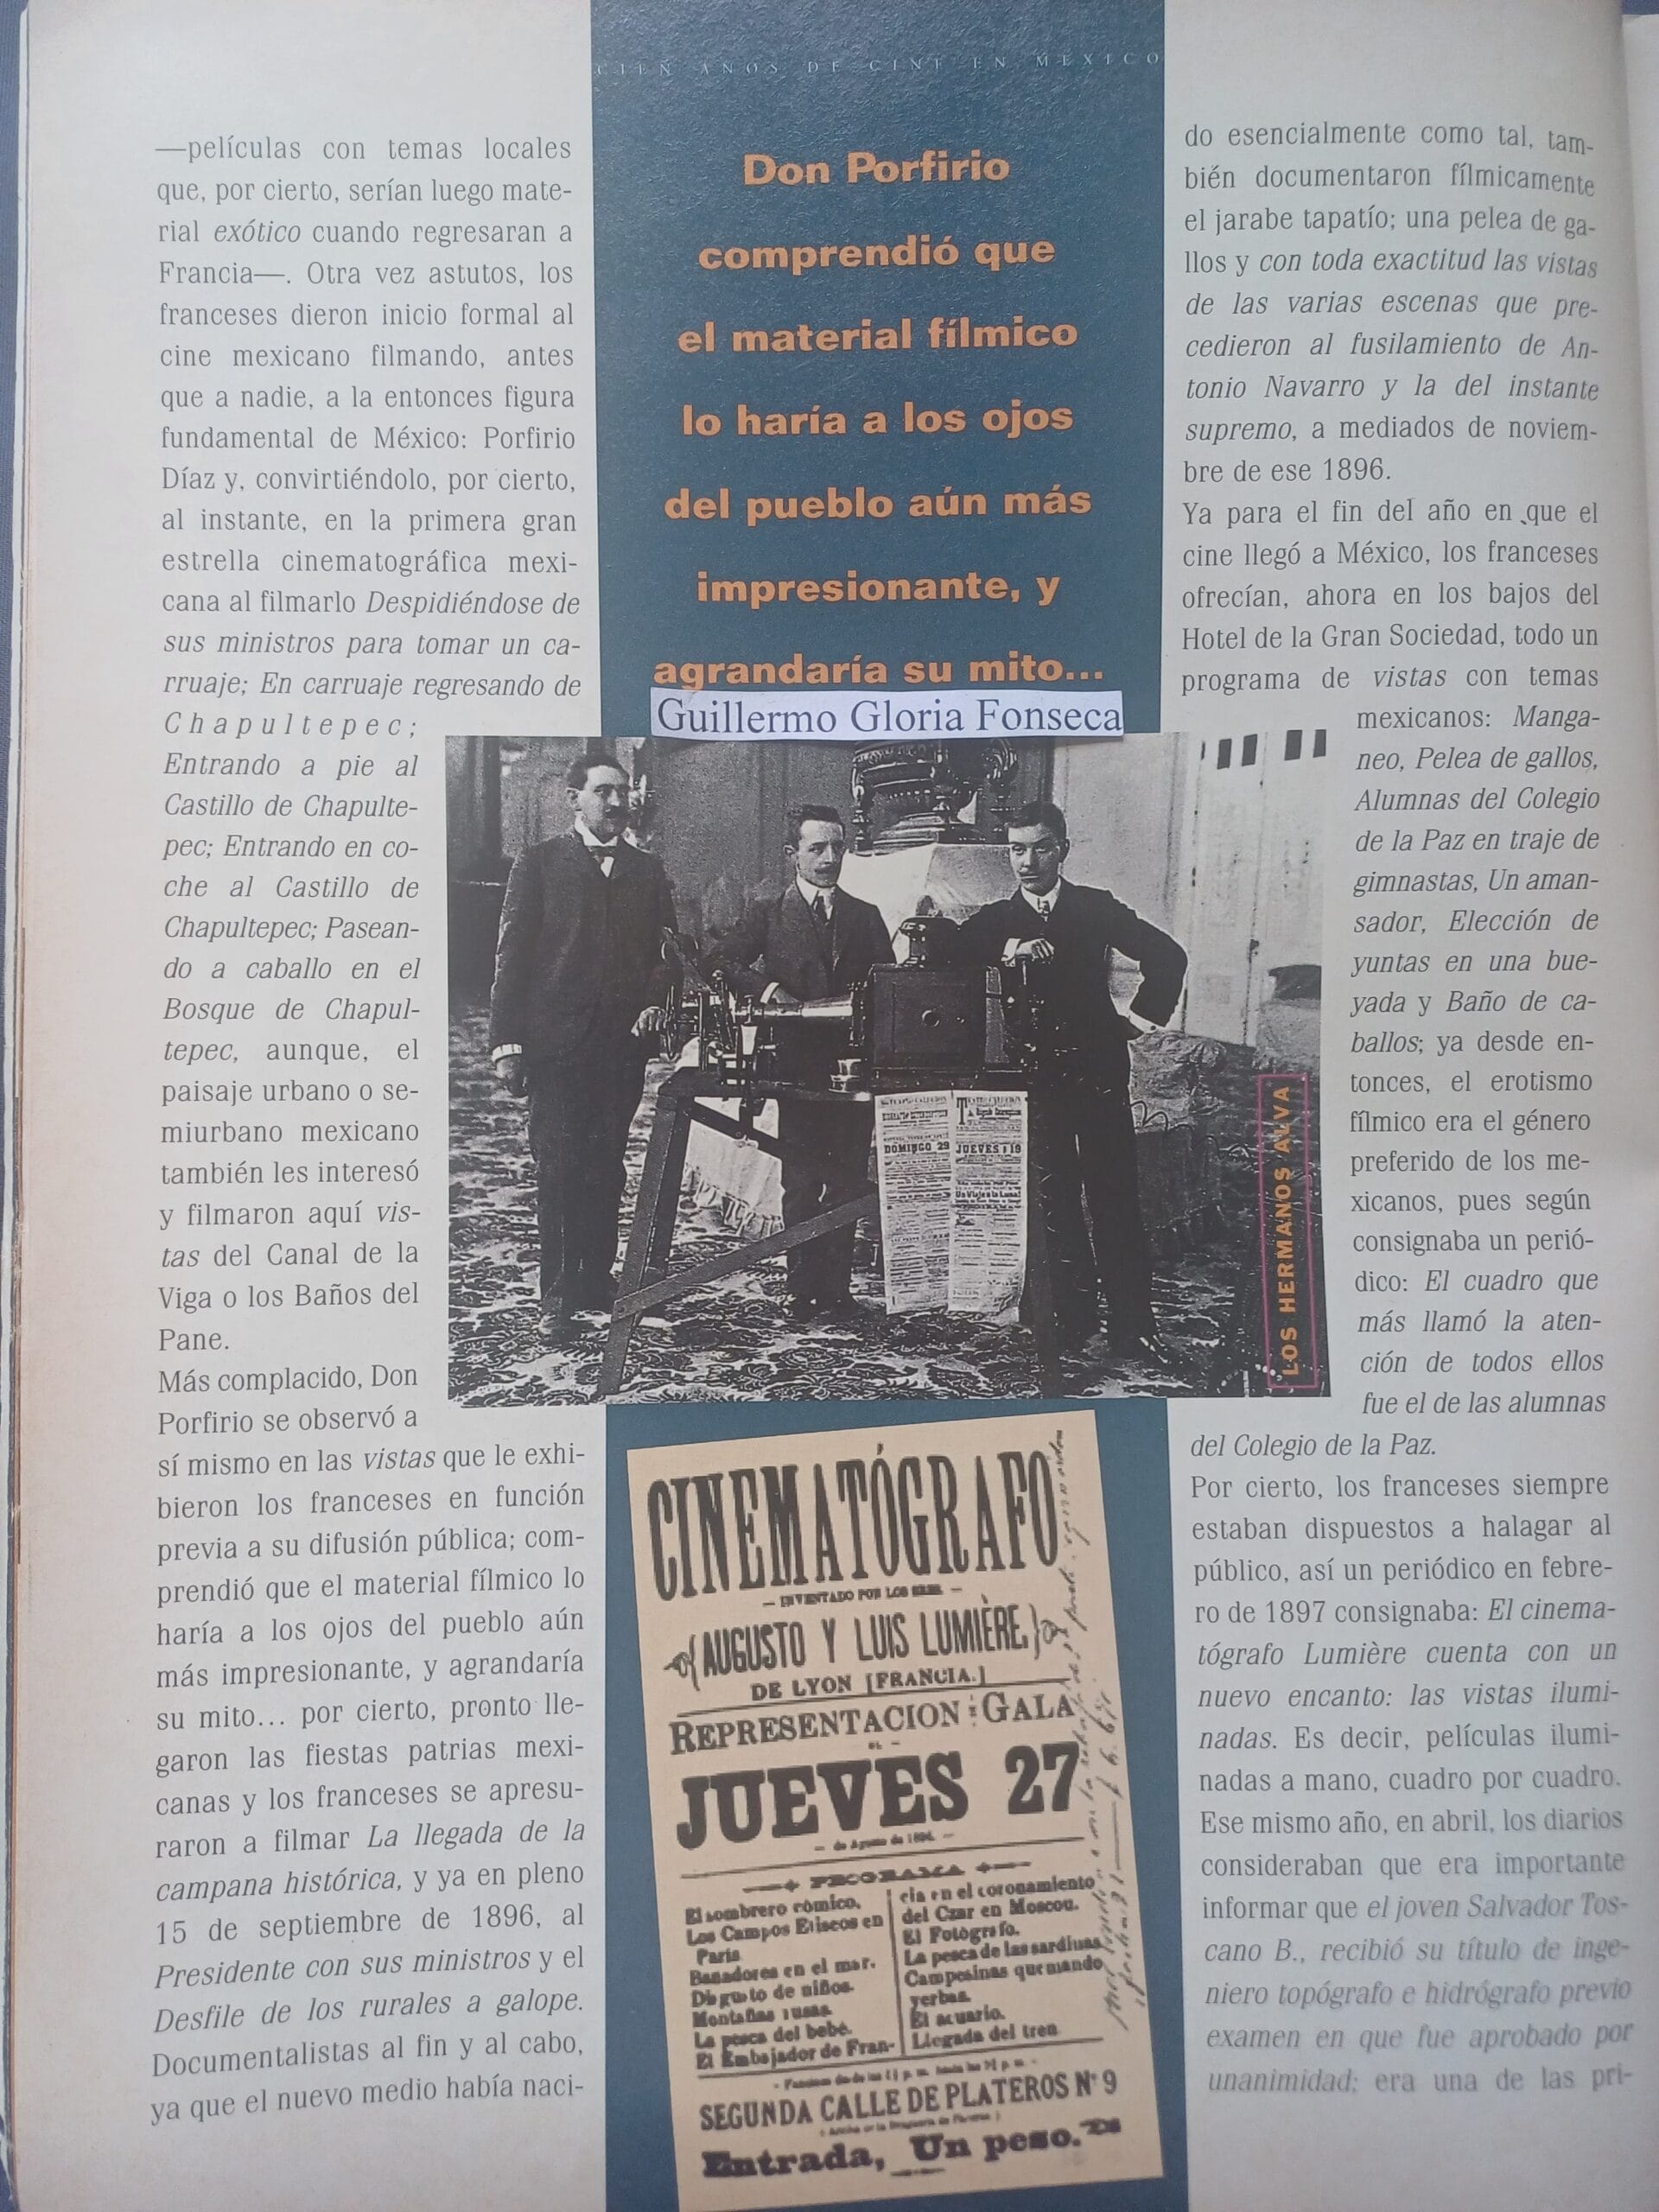 CIEN AÑOS DE CINE EN MEXICO
—películas con temas locales
que, por cierto, serían luego mate-
rial exótico cuando regresaran a
Francia—. Otra vez astutos, los
franceses dieron inicio formal al
cine mexicano filmando, antes
que a nadie, a la entonces figura
fundamental de México: Porfirio
Díaz y, convirtiéndolo, por cierto,
al instante, en la primera gran
estrella cinematográfica mexi-
cana al filmarlo Despidiéndose de
sus ministros para tomar un ca-
rruaje; En carruaje regresando de
Chapultepec;
Entrando a pie al
Castillo de Chapulte-
pec; Entrando en co-
che al Castillo de
Chapultepec; Pasean-
do a caballo en el
Bosque de Chapul-
tepec, aunque, el
paisaje urbano o se-
miurbano mexicano
también les interesó
y filmaron aquí vis-
tas del Canal de la
Viga o los Baños del
Pane.
Más complacido, Don
Porfirio se observó a
sí mismo en las vistas que le exhi-
bieron los franceses en función
previa a su difusión pública; com-
prendió que el material fílmico lo
haría a los ojos del pueblo aún
más impresionante, y agrandaría
su mito... por cierto, pronto lle-
garon las fiestas patrias mexi-
canas y los franceses se apresu-
raron a filmar La llegada de la
campana histórica, y ya en pleno
15 de septiembre de 1896, al
Presidente con sus ministros y el
Desfile de los rurales a galope.
Documentalistas al fin y al cabo,
ya que el nuevo medio había naci-
Don Porfirio
comprendió que
el material fílmico
lo haría a los ojos
del pueblo aún más
impresionante, y
agrandaría su mito...
Guillermo Gloria Fonseca
DOMINGO 29
JUEVES 19
Un Viaje a la Luna!
LOS HERMANOS ALVA
CINEMATÓGRAFO
— INVENTADO POR LOS SRES. —
AUGUSTO Y LUIS LUMIÈRE,
DE LYON [FRANCIA.]
REPRESENTACION GALA
EL
JUEVES 27
— de Agosto de 1896. —
PROGRAMA
El sombrero cómico.
Los Campos Elíseos en
Paris
Bañadores en el mar.
Disgusto de niños.
Montañas rusas.
La pesca del bebé.
El Embajador de Fran-
cia en el coronamiento
del Czar en Moscou.
El Fotógrafo.
La pesca de las sardinas
Campesinas quemando
yerbas.
El acuario.
Llegada del tren
SEGUNDA CALLE DE PLATEROS Nº 9
Entrada, Un peso.
do esencialmente como tal, tam-
bién documentaron fílmicamente
el jarabe tapatío; una pelea de ga-
llos y con toda exactitud las vistas
de las varias escenas que pre-
cedieron al fusilamiento de An-
tonio Navarro y la del instante
supremo, a mediados de noviem-
bre de ese 1896.
Ya para el fin del año en que el
cine llegó a México, los franceses
ofrecían, ahora en los bajos del
Hotel de la Gran Sociedad, todo un
programa de vistas con temas
mexicanos: Manga-
neo, Pelea de gallos,
Alumnas del Colegio
de la Paz en traje de
gimnastas, Un aman-
sador, Elección de
yuntas en una bue-
yada y Baño de ca-
ballos; ya desde en-
tonces, el erotismo
fílmico era el género
preferido de los me-
xicanos, pues según
consignaba un perió-
dico: El cuadro que
más llamó la aten-
ción de todos ellos
fue el de las alumnas
del Colegio de la Paz.
Por cierto, los franceses siempre
estaban dispuestos a halagar al
público, así un periódico en febre-
ro de 1897 consignaba: El cinema-
tógrafo Lumière cuenta con un
nuevo encanto: las vistas ilumi-
nadas. Es decir, películas ilumi-
nadas a mano, cuadro por cuadro.
Ese mismo año, en abril, los diarios
consideraban que era importante
informar que el joven Salvador Tos-
cano B., recibió su título de inge-
niero topógrafo e hidrógrafo previo
examen en que fue aprobado por
unanimidad; era una de las pri-